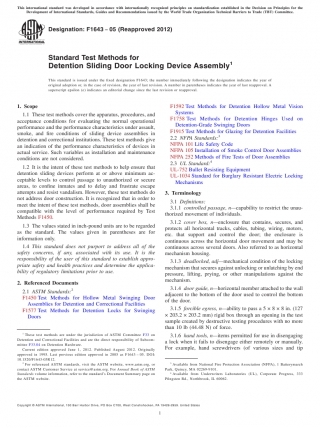 This international standard was developed in accordance with internationally recognized principles on standardization established in the Decision on Principles for the
Development of International Standards, Guides and Recommendations issued by the World Trade Organization Technical Barriers to Trade (TBT) Committee.
Designation: F1643 − 05 (Reapproved 2012)
INTERNATIONAL
Standard Test Methods for
Detention Sliding Door Locking Device Assembly1
This standard is issued under the fixed designation F1643; the number immediately following the designation indicates the year of
original adoption or, in the case of revision, the year of last revision. A number in parentheses indicates the year of last reapproval. A
superscript epsilon (ε) indicates an editorial change since the last revision or reapproval.
1. Scope
1.1 These test methods cover the apparatus, procedures, and
acceptance conditions for evaluating the normal operational
performance and the performance characteristics under assault,
smoke, and fire conditions of sliding door assemblies in
detention and correctional institutions. These test methods give
an indication of the performance characteristics of devices in
actual service. Such variables as installation and maintenance
conditions are not considered.
1.2 It is the intent of these test methods to help ensure that
detention sliding devices perform at or above minimum ac-
ceptable levels to control passage to unauthorized or secure
areas, to confine inmates and to delay and frustrate escape
attempts and resist vandalism. However, these test methods do
not address door construction. It is recognized that in order to
meet the intent of these test methods, door assemblies shall be
compatible with the level of performance required by Test
Methods F1450.
1.3 The values stated in inch-pound units are to be regarded
as the standard. The values given in parentheses are for
information only.
1.4 This standard does not purport to address all of the
safety concerns, if any, associated with its use. It is the
responsibility of the user of this standard to establish appro-
priate safety and health practices and determine the applica-
bility of regulatory limitations prior to use.
2. Referenced Documents
2.1 ASTM Standards:2
F1450 Test Methods for Hollow Metal Swinging Door
Assemblies for Detention and Correctional Facilities
F1577 Test Methods for Detention Locks for Swinging
Doors
F1592 Test Methods for Detention Hollow Metal Vision
Systems
F1758 Test Methods for Detention Hinges Used on
Detention-Grade Swinging Doors
F1915 Test Methods for Glazing for Detention Facilities
2.2 NFPA Standards:3
NFPA 101 Life Safety Code
NFPA 105 Installation of Smoke Control Door Assemblies
NFPA 252 Methods of Fire Tests of Door Assemblies
2.3 UL Standards:4
UL-752 Bullet Resisting Equipment
UL-1034 Standard for Burglary Resistant Electric Locking
Mechanisms
3. Terminology
3.1 Definitions:
3.1.1 controlled passage, n—capability to restrict the unau-
thorized movement of individuals.
3.1.2 cover box, n—enclosure that contains, secures, and
protects all horizontal tracks, cables, tubing, wiring, motors,
etc. that support and control the door; the enclosure is
continuous across the horizontal door movement and may be
continuous across several doors. Also referred to as horizontal
mechanism housing.
3.1.3 deadlocked, adj—mechanical condition of the locking
mechanism that secures against unlocking or unlatching by end
pressure, lifting, prying, or other manipulations against the
mechanism.
3.1.4 door guide, n—horizontal member attached to the wall
adjacent to the bottom of the door used to control the bottom
of the door.
3.1.5 forcible egress, n—ability to pass a 5 × 8 × 8 in. (127
× 203.2 × 203.2 mm) rigid box through an opening in the test
sample created by destructive testing procedures with no more
than 10 lb (44.48 N) of force.
3.1.6 hand tools, n—items permitted for use in disengaging
a lock when it fails to disengage either remotely or manually.
For example, hand screwdrivers (of various sizes and tip
1 These test methods are under the jurisdiction of ASTM Committee F33 on
Detention and Correctional Facilities and are the direct responsibility of Subcom-
mittee F33.04 on Detention Hardware.
Current edition approved June 1, 2012. Published August 2012. Originally
approved in 1995. Last previous edition approved in 2005 as F1643 – 05. DOI:
10.1520/F1643-05R12.
2 For referenced ASTM standards, visit the ASTM website, www.astm.org, or
contact ASTM Customer Service at service@astm.org. For Annual Book of ASTM
Standards volume information, refer to the standard's Document Summary page on
the ASTM website.
3 Available from National Fire Protection Association (NFPA), 1 Batterymarch
Park, Quincy, MA 02269-9101.
4 Available from Underwriters Laboratories (UL), Corporate Progress, 333
Pfingsten Rd., Northbrook, IL 60062.
Copyright © ASTM International, 100 Barr Harbor Drive, PO Box C700, West Conshohocken, PA 19428-2959. United States
1